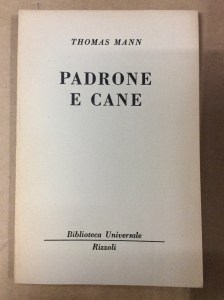 THOMAS MANN
PADRONE
E CANE
Biblioteca Universale
Rizzoli